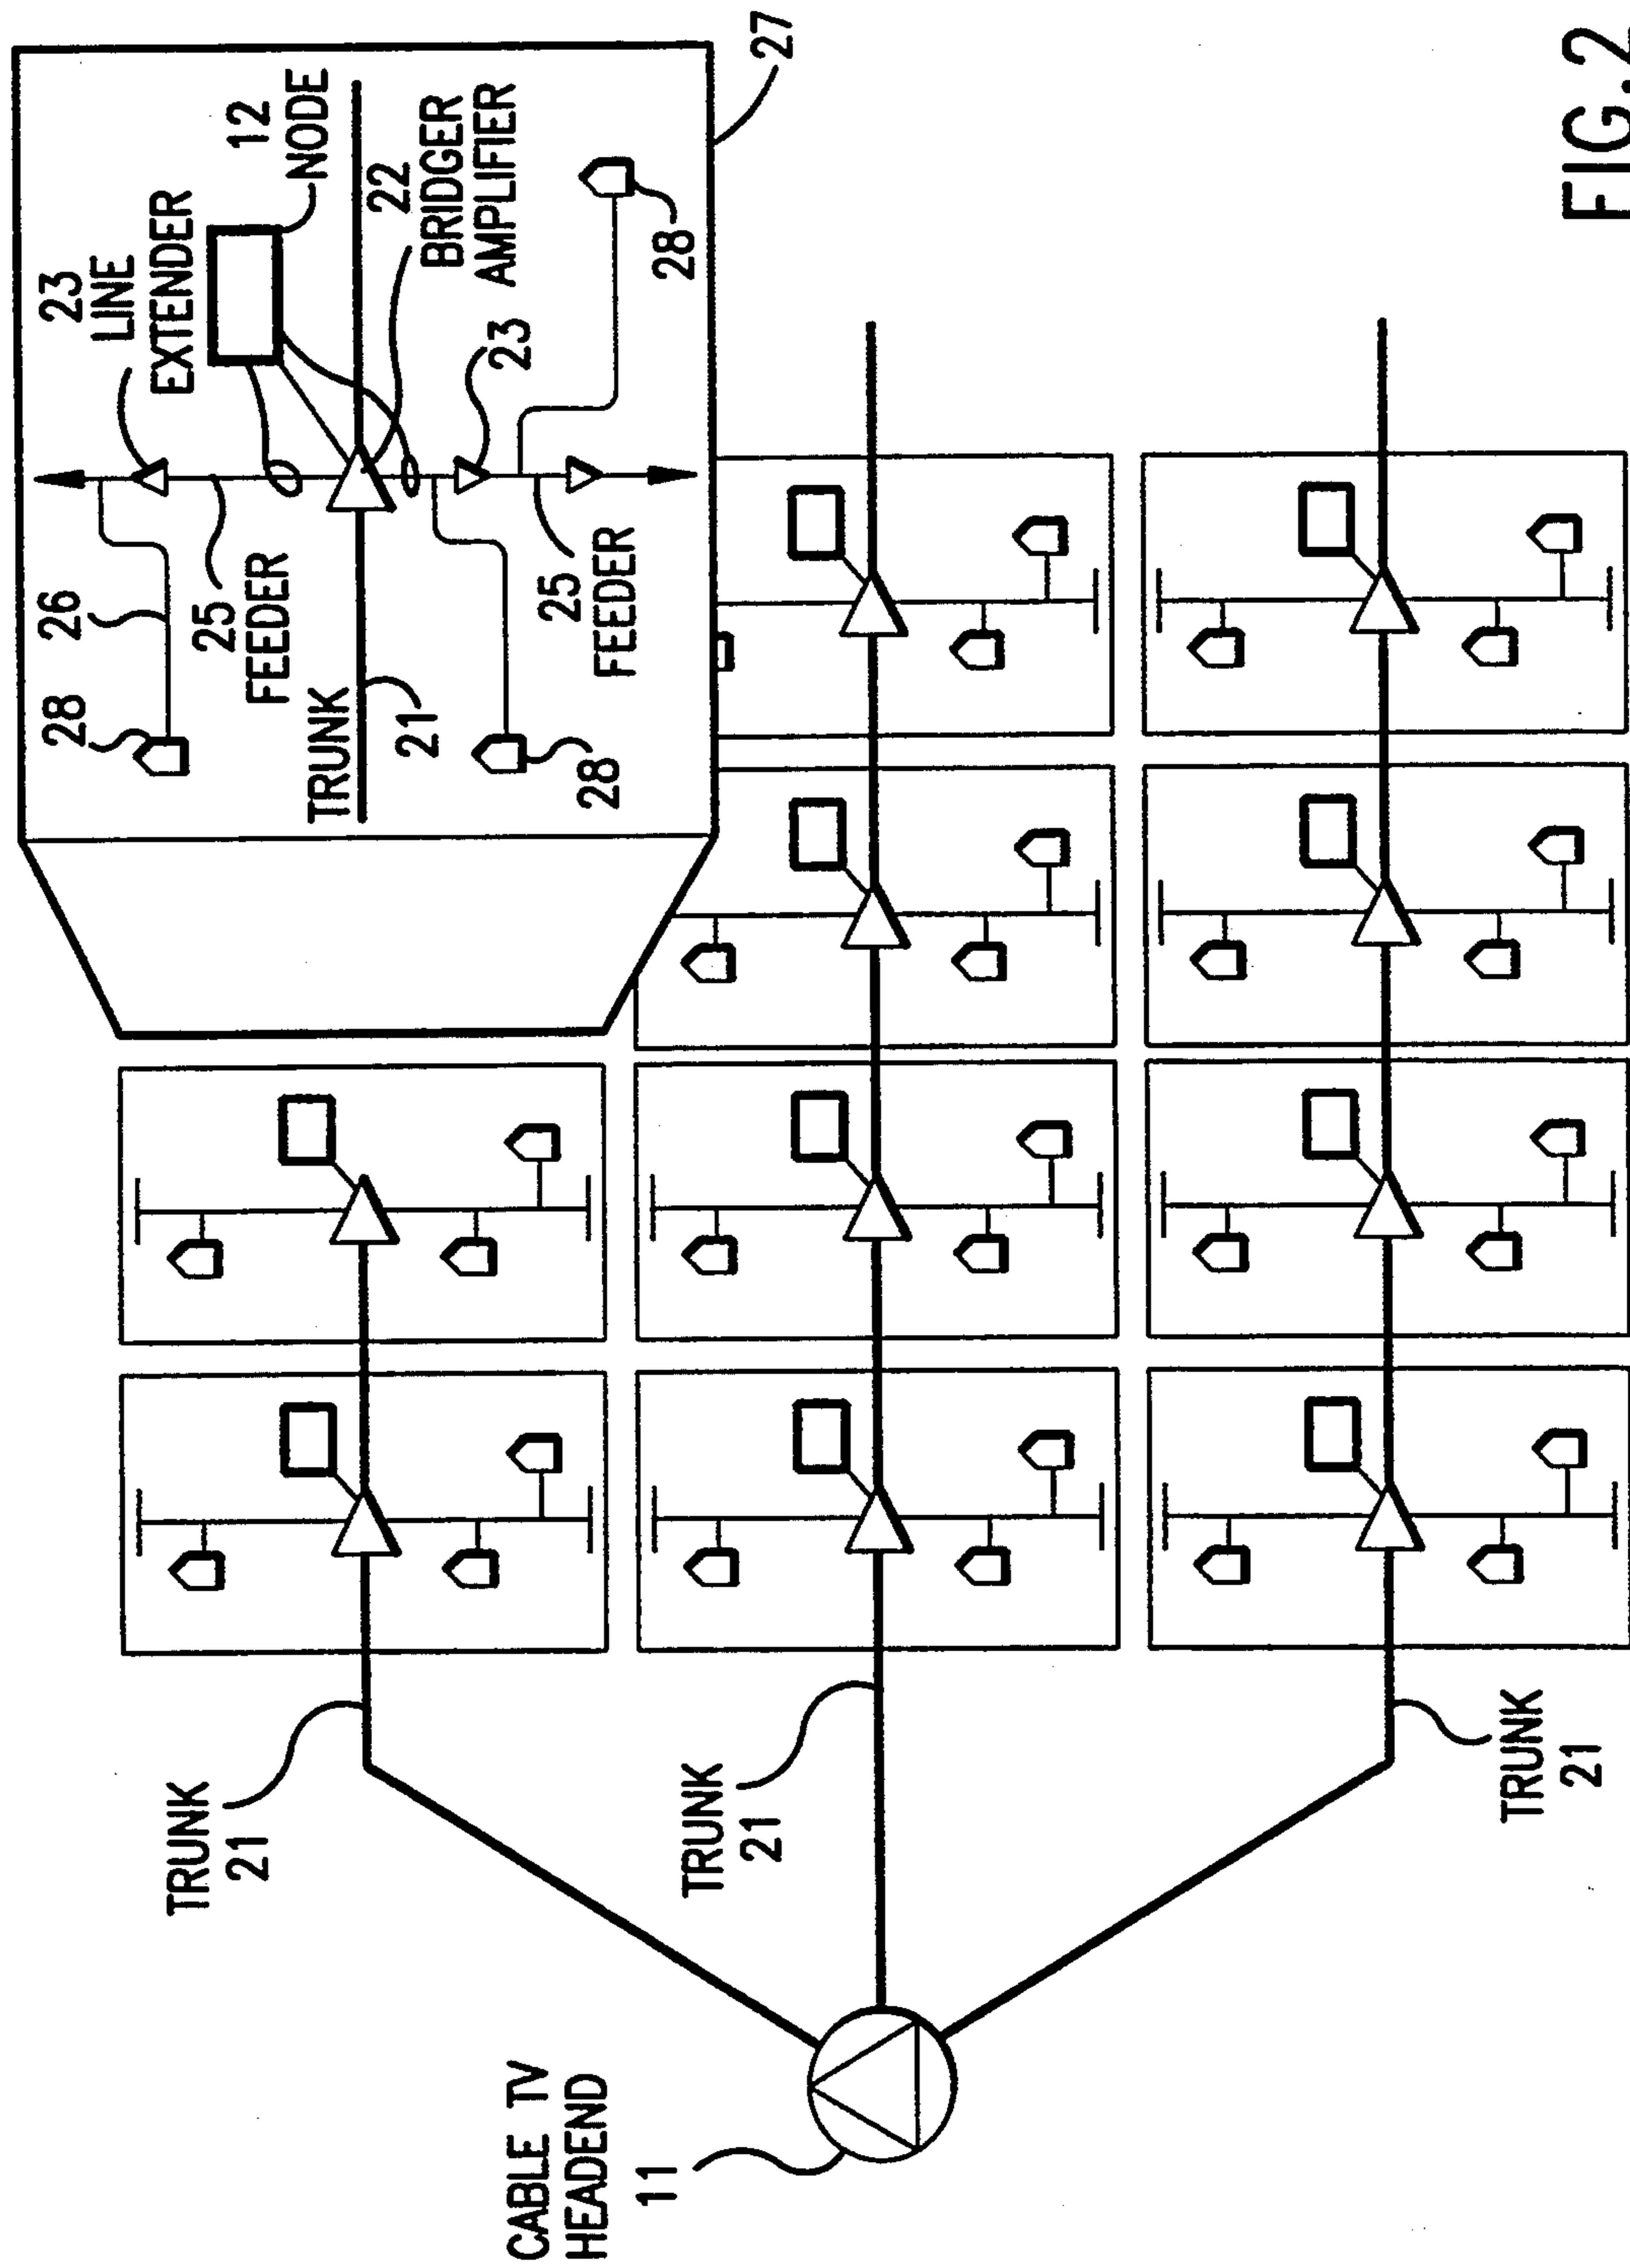 23
LINE
EXTENDER
12
NODE
22
BRIDGER
AMPLIFIER
28
26
25
FEEDER
TRUNK
21
23
25
FEEDER
28
28
27
TRUNK
21
TRUNK
21
TRUNK
21
CABLE TV
HEADEND
11
FIG.2